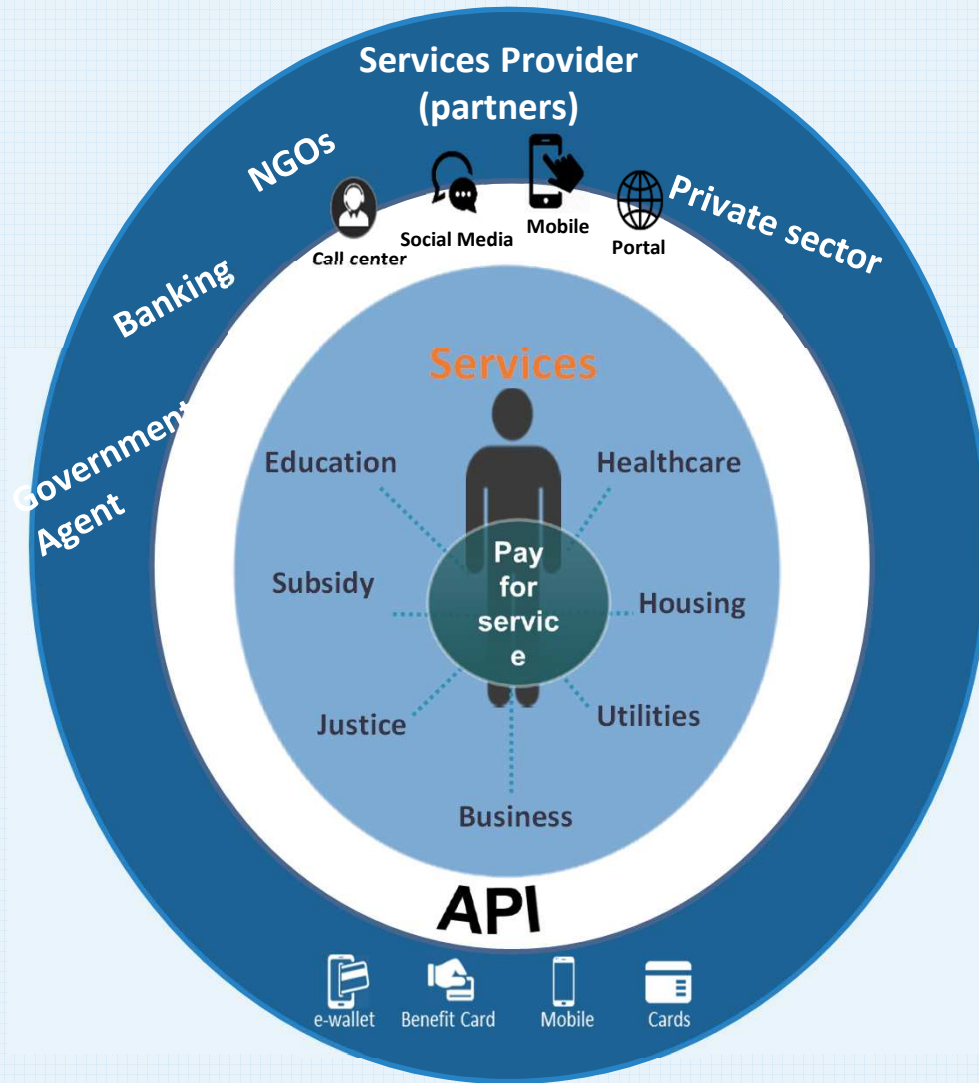 Services Provider
(partners)
NGOs
Banking
Government
Agent
Private sector
Call center
Social Media
Mobile
Portal
Services
Education
Healthcare
Subsidy
Housing
Pay
for
servic
e
Justice
Utilities
Business
API
e-wallet
Benefit Card
Mobile
Cards